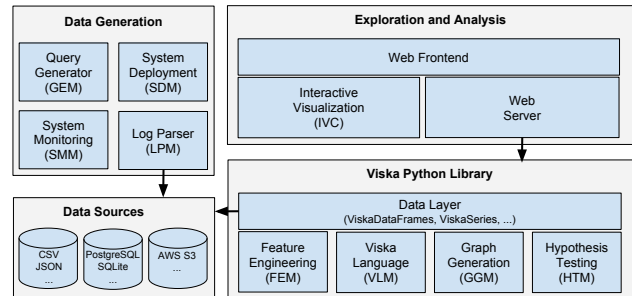 Data Generation
Query
Generator
(GEM)
System
Deployment
(SDM)
System
Monitoring
(SMM)
Log Parser
(LPM)
Exploration and Analysis
Web Frontend
Interactive
Visualization
(IVC)
Web
Server
Data Sources
CSV
JSON
...
PostgreSQL
SQLite
...
AWS S3
...
Viska Python Library
Data Layer
(ViskaDataFrames, ViskaSeries, ...)
Feature
Engineering
(FEM)
Viska
Language
(VLM)
Graph
Generation
(GGM)
Hypothesis
Testing
(HTM)